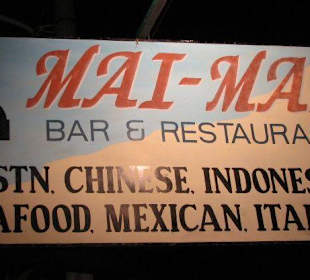 MAI-MA
BAR & RESTAURA
STN, CHINESE, INDONES
AFOOD, MEXICAN, ITA